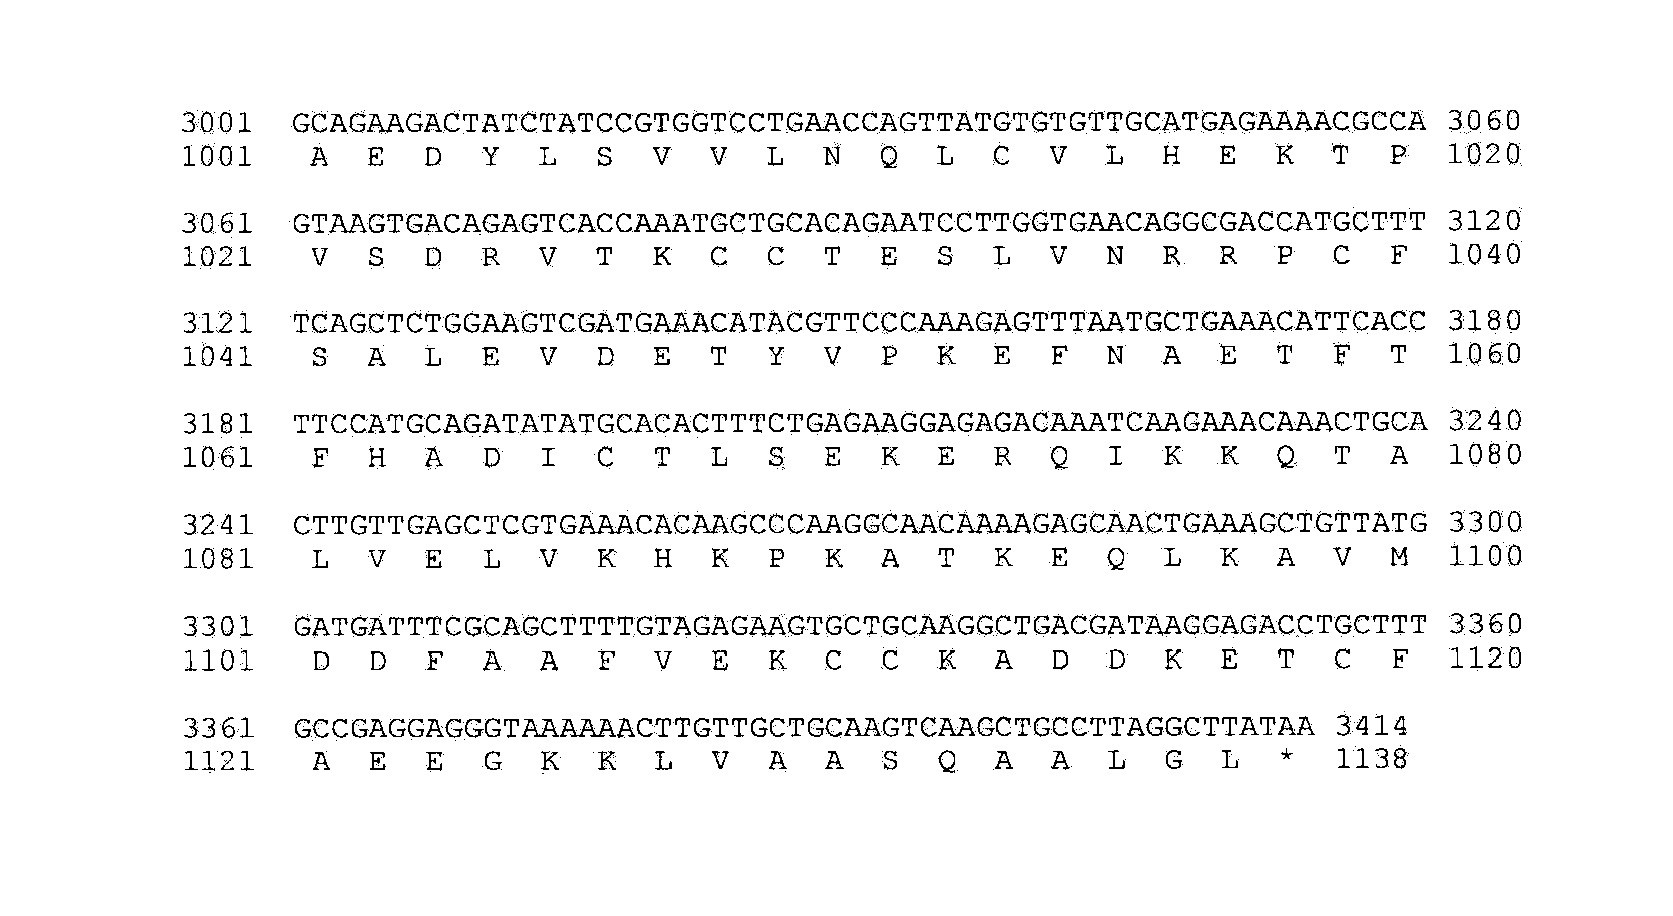 3001 GCAGAAGACTATCTATCCGTGGTCCTGAACCAGTTATGTGTGTTGCATGAGAAAACGCCA 3060
1001 A E D Y L S V V L N Q L C V L H E K T P 1020
3061 GTAAGTGACAGAGTCACCAAATGCTGCACAGAATCCTTGGTGAACAGGCGACCATGCTTT 3120
1021 V S D R V T K C C T E S L V N R R P C F 1040
3121 TCAGCTCTGGAAGTCGATGAAACATACGTTCCCAAAGAGTTTAATGCTGAAACATTCACC 3180
1041 S A L E V D E T Y V P K E F N A E T F T 1060
3181 TTCCATGCAGATATATGCACACTTTCTGAGAAGGAGAGACAAATCAAGAAACAAACTGCA 3240
1061 F H A D I C T L S E K E R Q I K K Q T A 1080
3241 CTTGTTGAGCTCGTGAAACACAAGCCCAAGGCAACAAAAGAGCAACTGAAAGCTGTTATG 3300
1081 L V E L V K H K P K A T K E Q L K A V M 1100
3301 GATGATTTCGCAGCTTTTGTAGAGAAGTGCTGCAAGGCTGACGATAAGGAGACCTGCTTT 3360
1101 D D F A A F V E K C C K A D D K E T C F 1120
3361 GCCGAGGAGGGTAAAAAACTTGTTGCTGCAAGTCAAGCTGCCTTAGGCTTATAA 3414
1121 A E E G K K L V A A S Q A A L G L * 1138